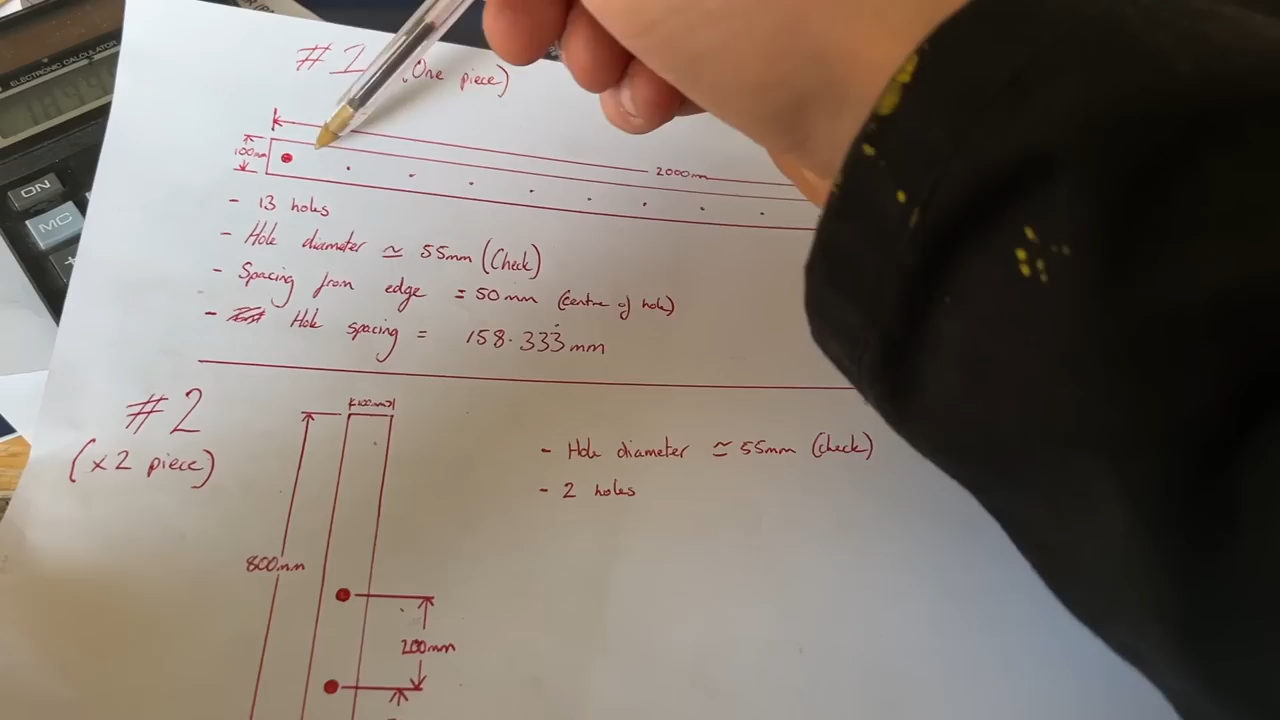 ELECTRONIC CALCULATOR
#1 (One piece)
100mm
2000mm
- 13 holes
- Hole diameter ≃ 55mm (Check)
- Spacing from edge = 50mm (centre of hole)
- Hole spacing = 158.333mm
ON
MC
#2
(x2 piece)
100mm
- Hole diameter ≃ 55mm (check)
- 2 holes
800mm
200mm